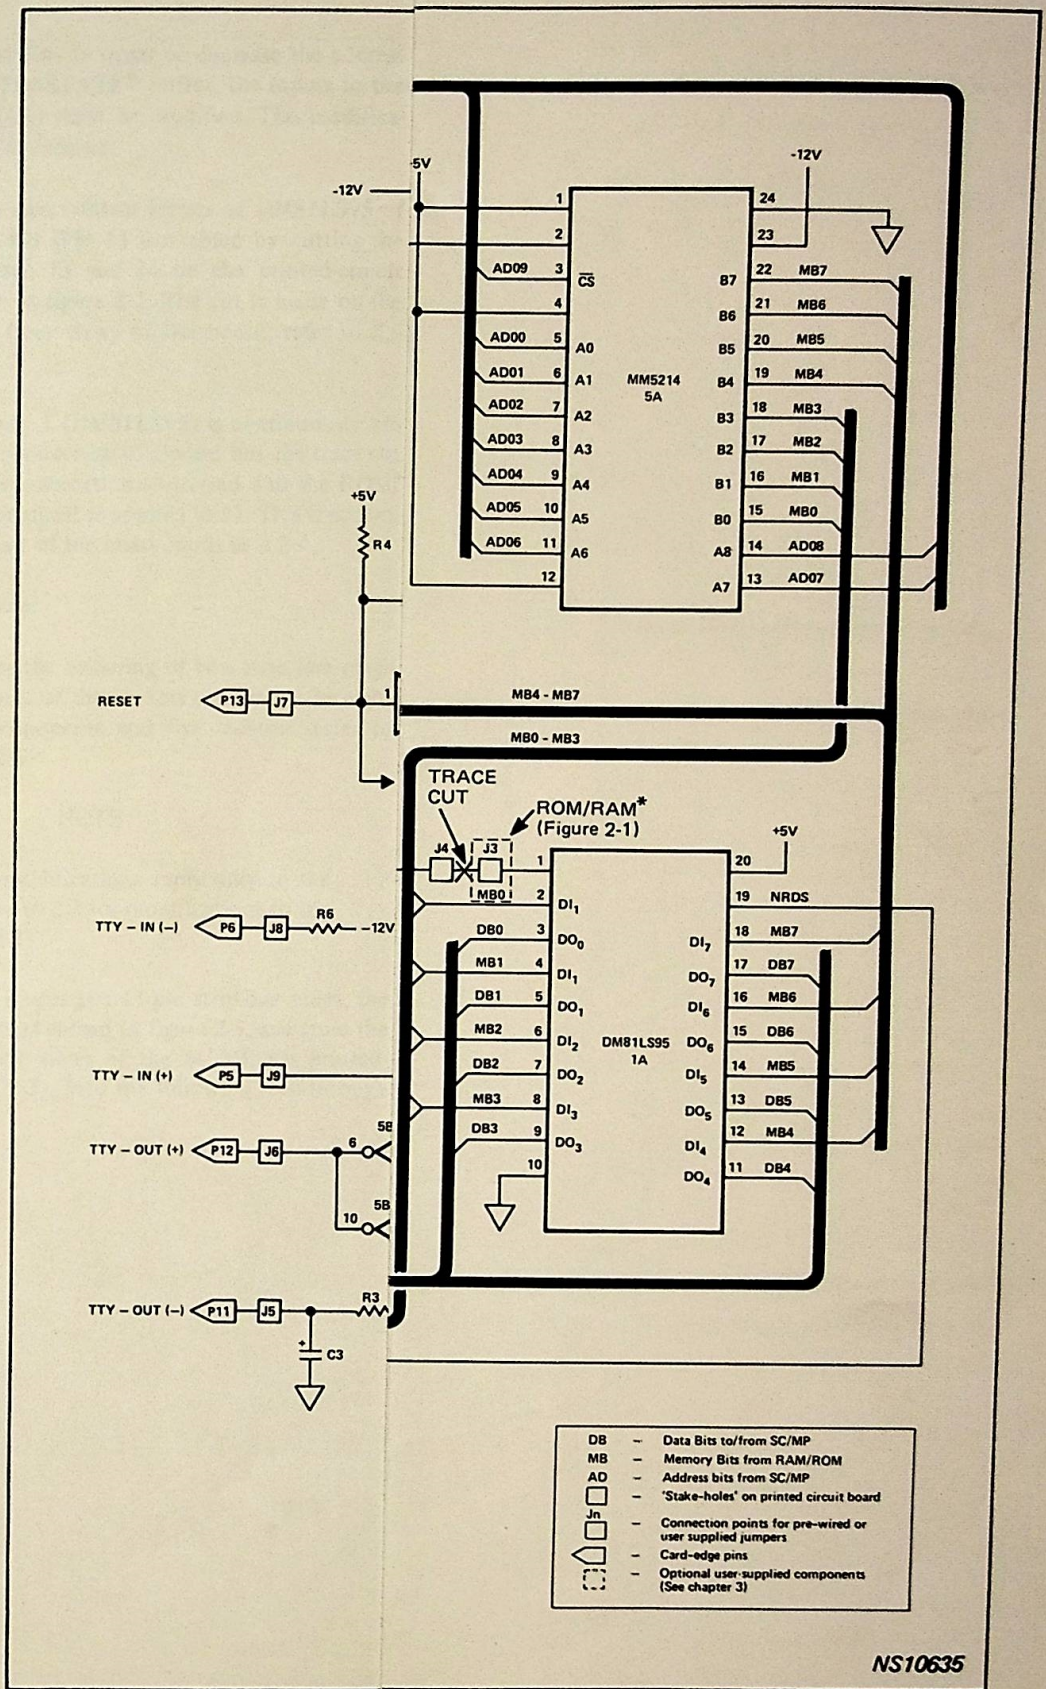 -12V
5V
-12V
1
2
AD09 3
4
AD00 5
AD01 6
AD02 7
AD03 8
AD04 9
AD05 10
AD06 11
12
CS
A0
A1
A2
A3
A4
A5
A6
MM5214
5A
B7
B6
B5
B4
B3
B2
B1
B0
A8
A7
24
23
22 MB7
21 MB6
20 MB5
19 MB4
18 MB3
17 MB2
16 MB1
15 MB0
14 AD08
13 AD07
+5V
R4
RESET P13 J7 1
MB4 - MB7
MB0 - MB3
TRACE
CUT
ROM/RAM*
(Figure 2-1)
J4 J3
+5V
1
MB0 2
DB0 3
MB1 4
DB1 5
MB2 6
DB2 7
MB3 8
DB3 9
10
DI1
DO0
DI1
DO1
DI2
DO2
DI3
DO3
DM81LS95
1A
DI7
DO7
DI6
DO6
DI5
DO5
DI4
DO4
20
19 NRDS
18 MB7
17 DB7
16 MB6
15 DB6
14 MB5
13 DB5
12 MB4
11 DB4
TTY - IN (-) P6 J8 R6 -12V
TTY - IN (+) P5 J9
TTY - OUT (+) P12 J6 6 5B
10 5B
TTY - OUT (-) P11 J5 R3
+ C3
DB - Data Bits to/from SC/MP
MB - Memory Bits from RAM/ROM
AD - Address bits from SC/MP
- 'Stake-holes' on printed circuit board
Jn - Connection points for pre-wired or
user supplied jumpers
- Card-edge pins
- Optional user-supplied components
(See chapter 3)
NS10635